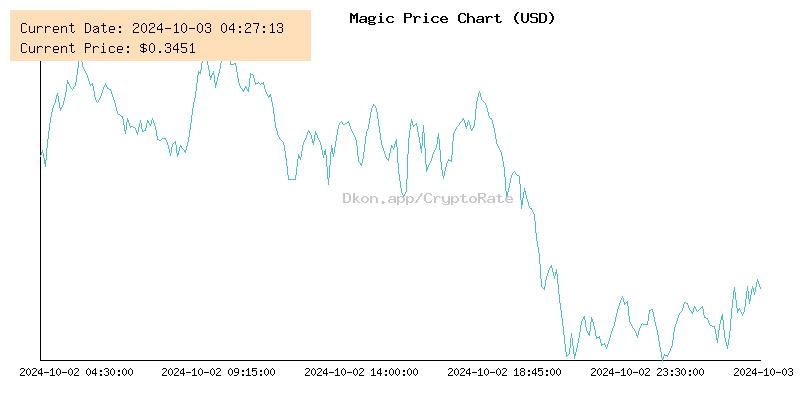 Magic Price Chart (USD)
Current Date: 2024-10-03 04:27:13
Current Price: $0.3451
Dkon.app/CryptoRate
2024-10-02 04:30:00 2024-10-02 09:15:00 2024-10-02 14:00:00 2024-10-02 18:45:00 2024-10-02 23:30:00 2024-10-03